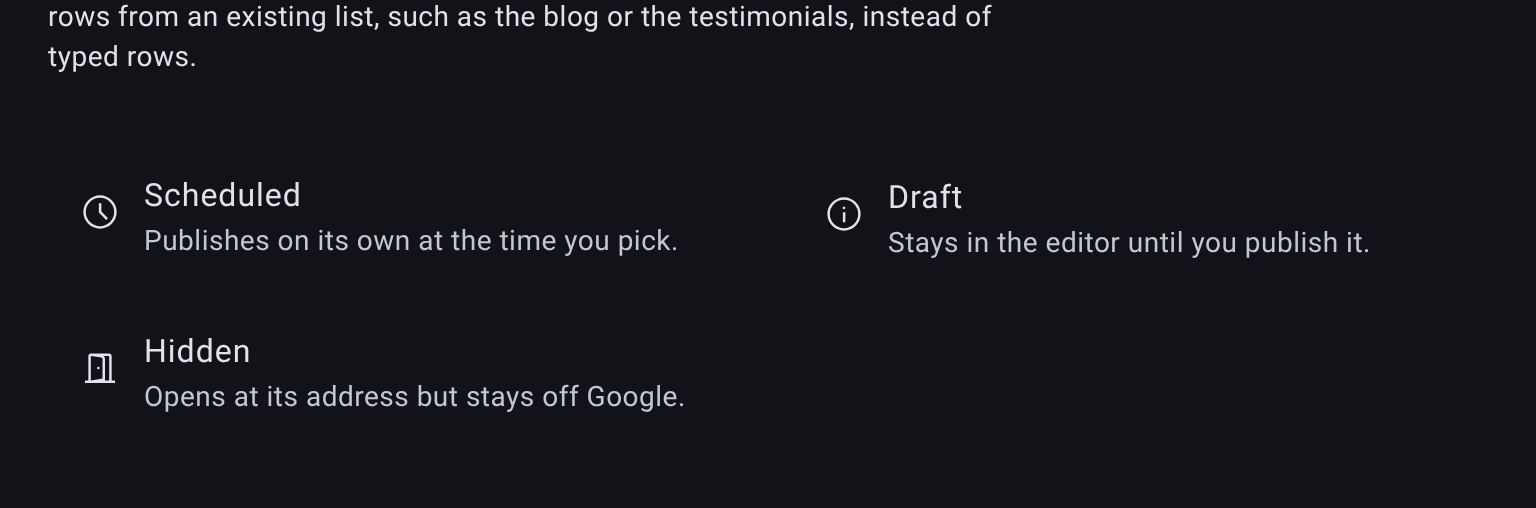 rows from an existing list, such as the blog or the testimonials, instead of
typed rows.
Scheduled
Publishes on its own at the time you pick.
Draft
Stays in the editor until you publish it.
Hidden
Opens at its address but stays off Google.